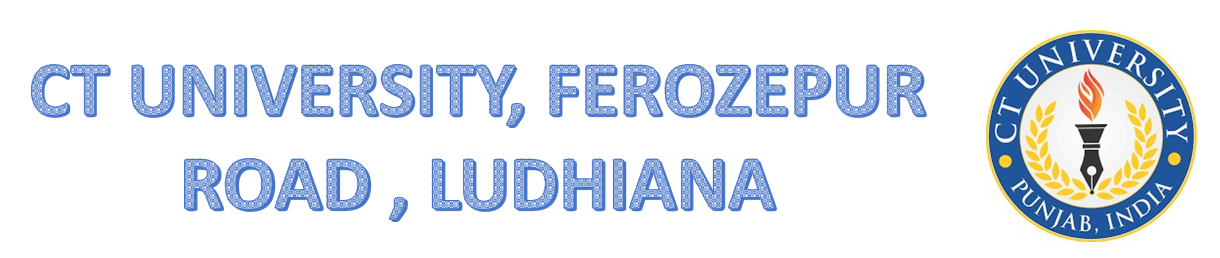 CT UNIVERSITY, FEROZEPUR
ROAD , LUDHIANA
CT UNIVERSITY
PUNJAB, INDIA